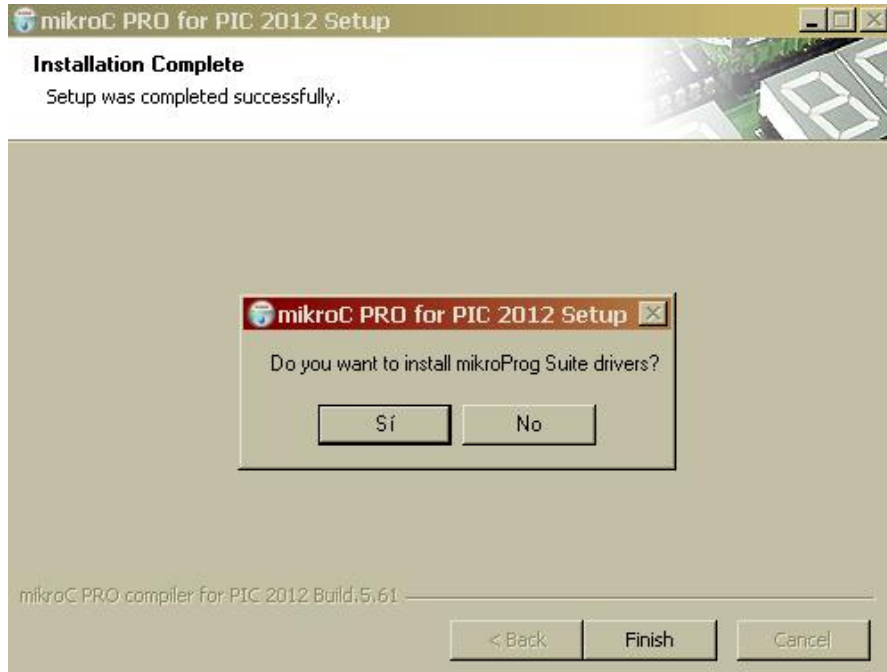 mikroC PRO for PIC 2012 Setup
Installation Complete
Setup was completed successfully.
mikroC PRO for PIC 2012 Setup
Do you want to install mikroProg Suite drivers?
Sí No
mikroC PRO compiler for PIC 2012 Build.5.61
< Back Finish Cancel